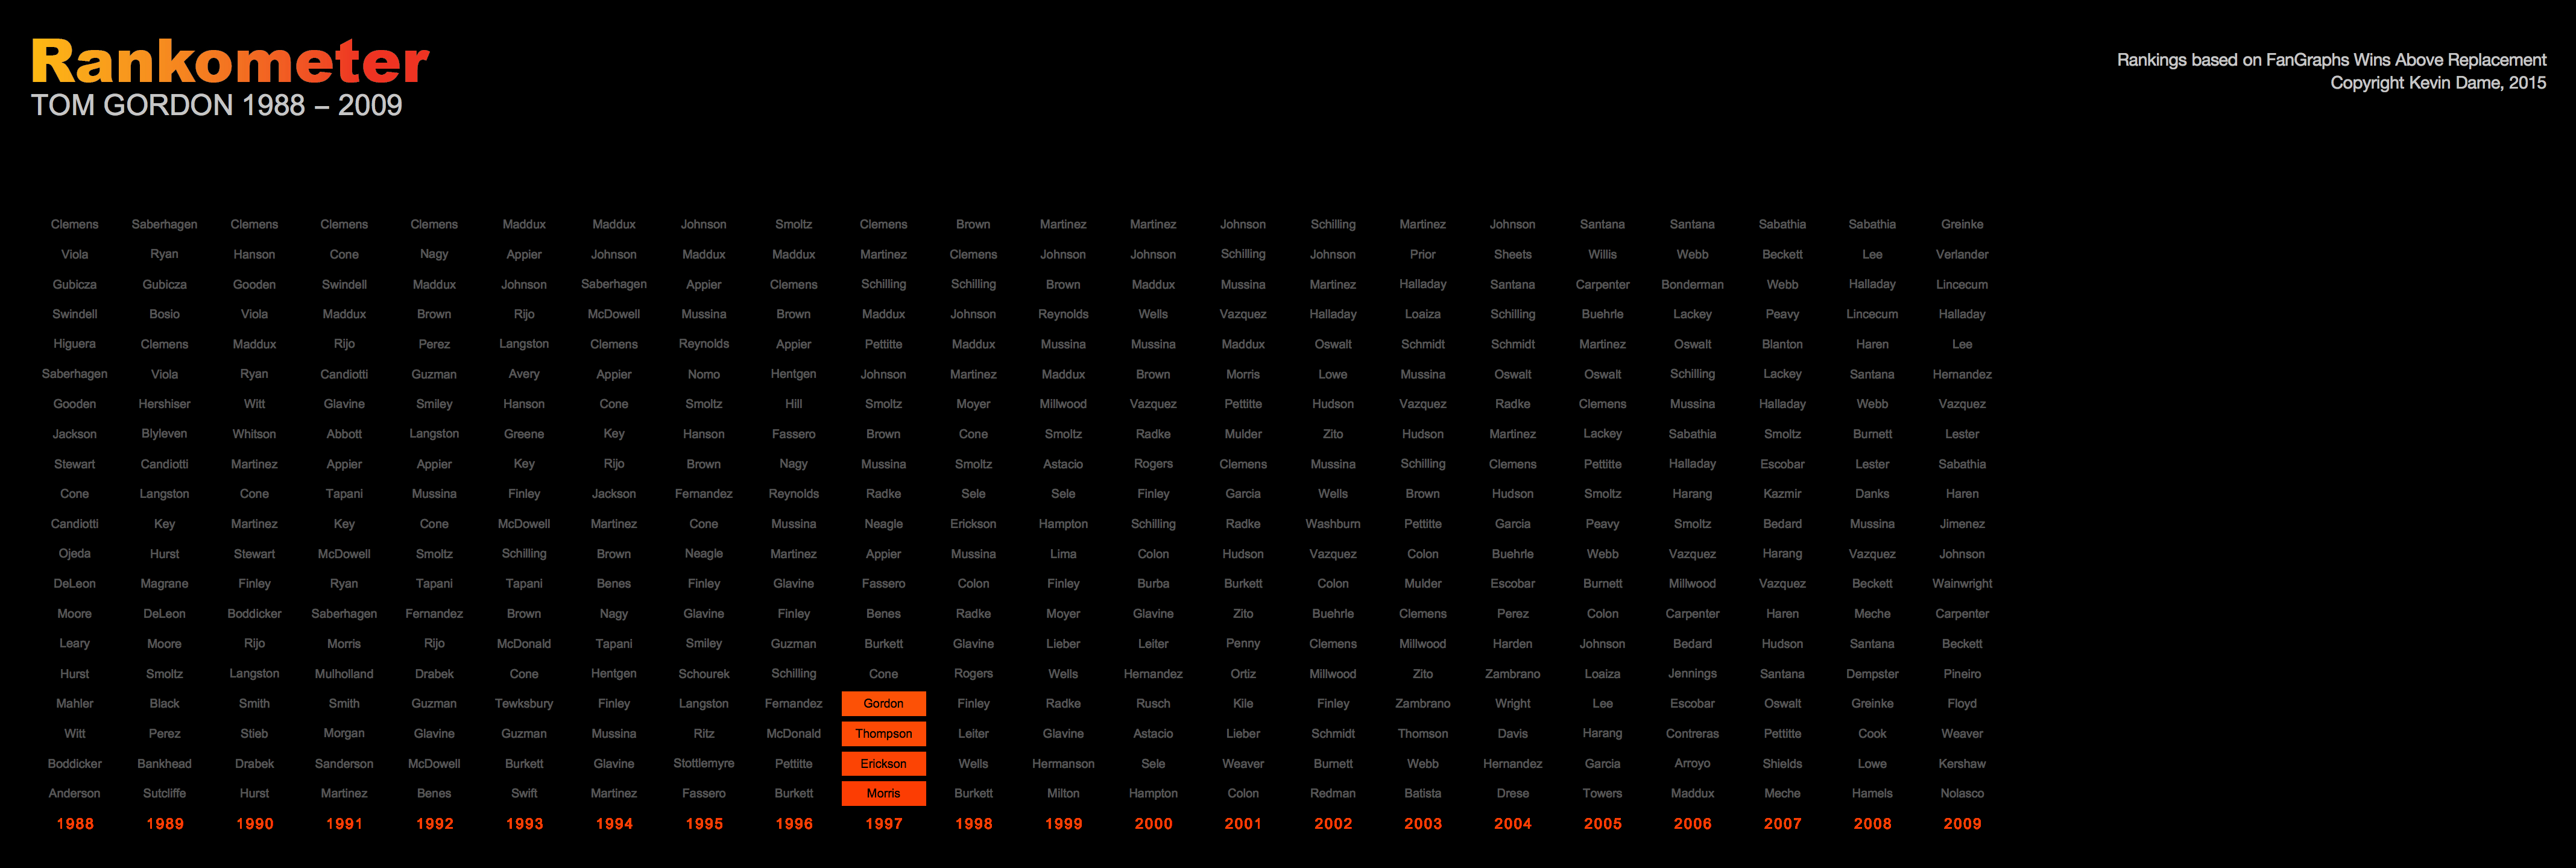 Rankometer
TOM GORDON 1988 – 2009
Rankings based on FanGraphs Wins Above Replacement
Copyright Kevin Dame, 2015
Clemens Saberhagen Clemens Clemens Clemens Maddux Maddux Johnson Smoltz Clemens Brown Martinez Martinez Johnson Schilling Martinez Johnson Santana Santana Sabathia Sabathia Greinke
Viola Ryan Hanson Cone Nagy Appier Johnson Maddux Maddux Martinez Clemens Johnson Johnson Schilling Johnson Prior Sheets Willis Webb Beckett Lee Verlander
Gubicza Gubicza Gooden Swindell Maddux Johnson Saberhagen Appier Clemens Schilling Schilling Brown Maddux Mussina Martinez Halladay Santana Carpenter Bonderman Webb Halladay Lincecum
Swindell Bosio Viola Maddux Brown Rijo McDowell Mussina Brown Maddux Johnson Reynolds Wells Vazquez Halladay Loaiza Schilling Buehrle Lackey Peavy Lincecum Halladay
Higuera Clemens Maddux Rijo Perez Langston Clemens Reynolds Appier Pettitte Maddux Mussina Mussina Maddux Oswalt Schmidt Schmidt Martinez Oswalt Blanton Haren Lee
Saberhagen Viola Ryan Candiotti Guzman Avery Appier Nomo Hentgen Johnson Martinez Maddux Brown Morris Lowe Mussina Oswalt Oswalt Schilling Lackey Santana Hernandez
Gooden Hershiser Witt Glavine Smiley Hanson Cone Smoltz Hill Smoltz Moyer Millwood Vazquez Pettitte Hudson Vazquez Radke Clemens Mussina Halladay Webb Vazquez
Jackson Blyleven Whitson Abbott Langston Greene Key Hanson Fassero Brown Cone Smoltz Radke Mulder Zito Hudson Martinez Lackey Sabathia Smoltz Burnett Lester
Stewart Candiotti Martinez Appier Appier Key Rijo Brown Nagy Mussina Smoltz Astacio Rogers Clemens Mussina Schilling Clemens Pettitte Halladay Escobar Lester Sabathia
Cone Langston Cone Tapani Mussina Finley Jackson Fernandez Reynolds Radke Sele Sele Finley Garcia Wells Brown Hudson Smoltz Harang Kazmir Danks Haren
Candiotti Key Martinez Key Cone McDowell Martinez Cone Mussina Neagle Erickson Hampton Schilling Radke Washburn Pettitte Garcia Peavy Smoltz Bedard Mussina Jimenez
Ojeda Hurst Stewart McDowell Smoltz Schilling Brown Neagle Martinez Appier Mussina Lima Colon Hudson Vazquez Colon Buehrle Webb Vazquez Harang Vazquez Johnson
DeLeon Magrane Finley Ryan Tapani Tapani Benes Finley Glavine Fassero Colon Finley Burba Burkett Colon Mulder Escobar Burnett Millwood Vazquez Beckett Wainwright
Moore DeLeon Boddicker Saberhagen Fernandez Brown Nagy Glavine Finley Benes Radke Moyer Glavine Zito Buehrle Clemens Perez Colon Carpenter Haren Meche Carpenter
Leary Moore Rijo Morris Rijo McDonald Tapani Smiley Guzman Burkett Glavine Lieber Leiter Penny Clemens Millwood Harden Johnson Bedard Hudson Santana Beckett
Hurst Smoltz Langston Mulholland Drabek Cone Hentgen Schourek Schilling Cone Rogers Wells Hernandez Ortiz Millwood Zito Zambrano Loaiza Jennings Santana Dempster Pineiro
Mahler Black Smith Smith Guzman Tewksbury Finley Langston Fernandez Gordon Finley Radke Rusch Kile Finley Zambrano Wright Lee Escobar Oswalt Greinke Floyd
Witt Perez Stieb Morgan Glavine Guzman Mussina Ritz McDonald Thompson Leiter Glavine Astacio Lieber Schmidt Thomson Davis Harang Contreras Pettitte Cook Weaver
Boddicker Bankhead Drabek Sanderson McDowell Burkett Glavine Stottlemyre Pettitte Erickson Wells Hermanson Sele Weaver Burnett Webb Hernandez Garcia Arroyo Shields Lowe Kershaw
Anderson Sutcliffe Hurst Martinez Benes Swift Martinez Fassero Burkett Morris Burkett Milton Hampton Colon Redman Batista Drese Towers Maddux Meche Hamels Nolasco
1988 1989 1990 1991 1992 1993 1994 1995 1996 1997 1998 1999 2000 2001 2002 2003 2004 2005 2006 2007 2008 2009